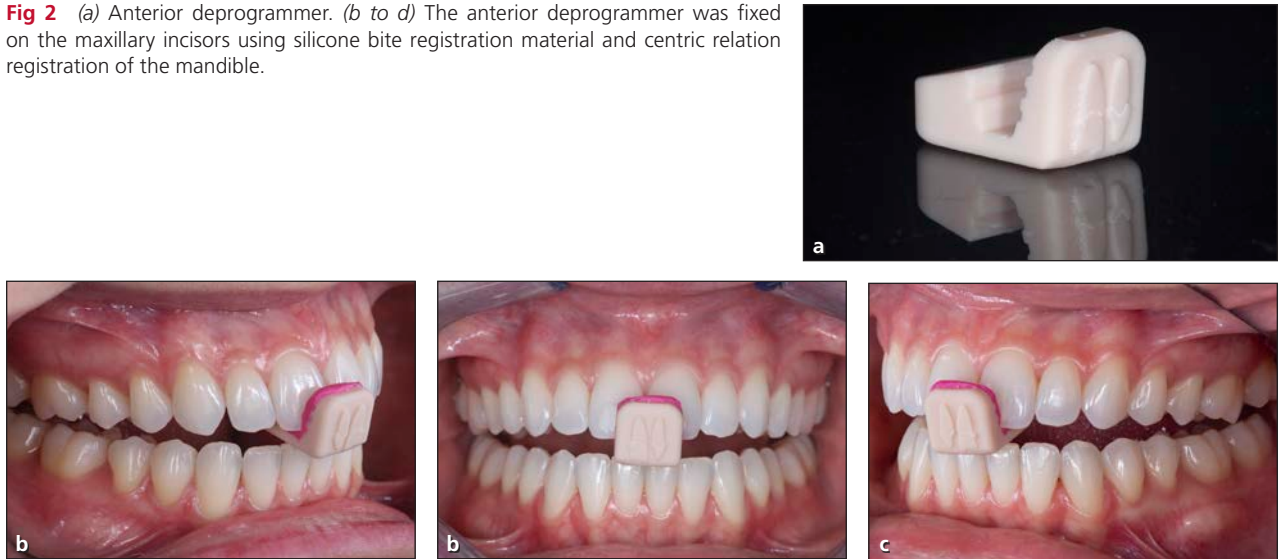 Fig 2 (a) Anterior deprogrammer. (b to d) The anterior deprogrammer was fixed
on the maxillary incisors using silicone bite registration material and centric relation
registration of the mandible.
a
b
b
c